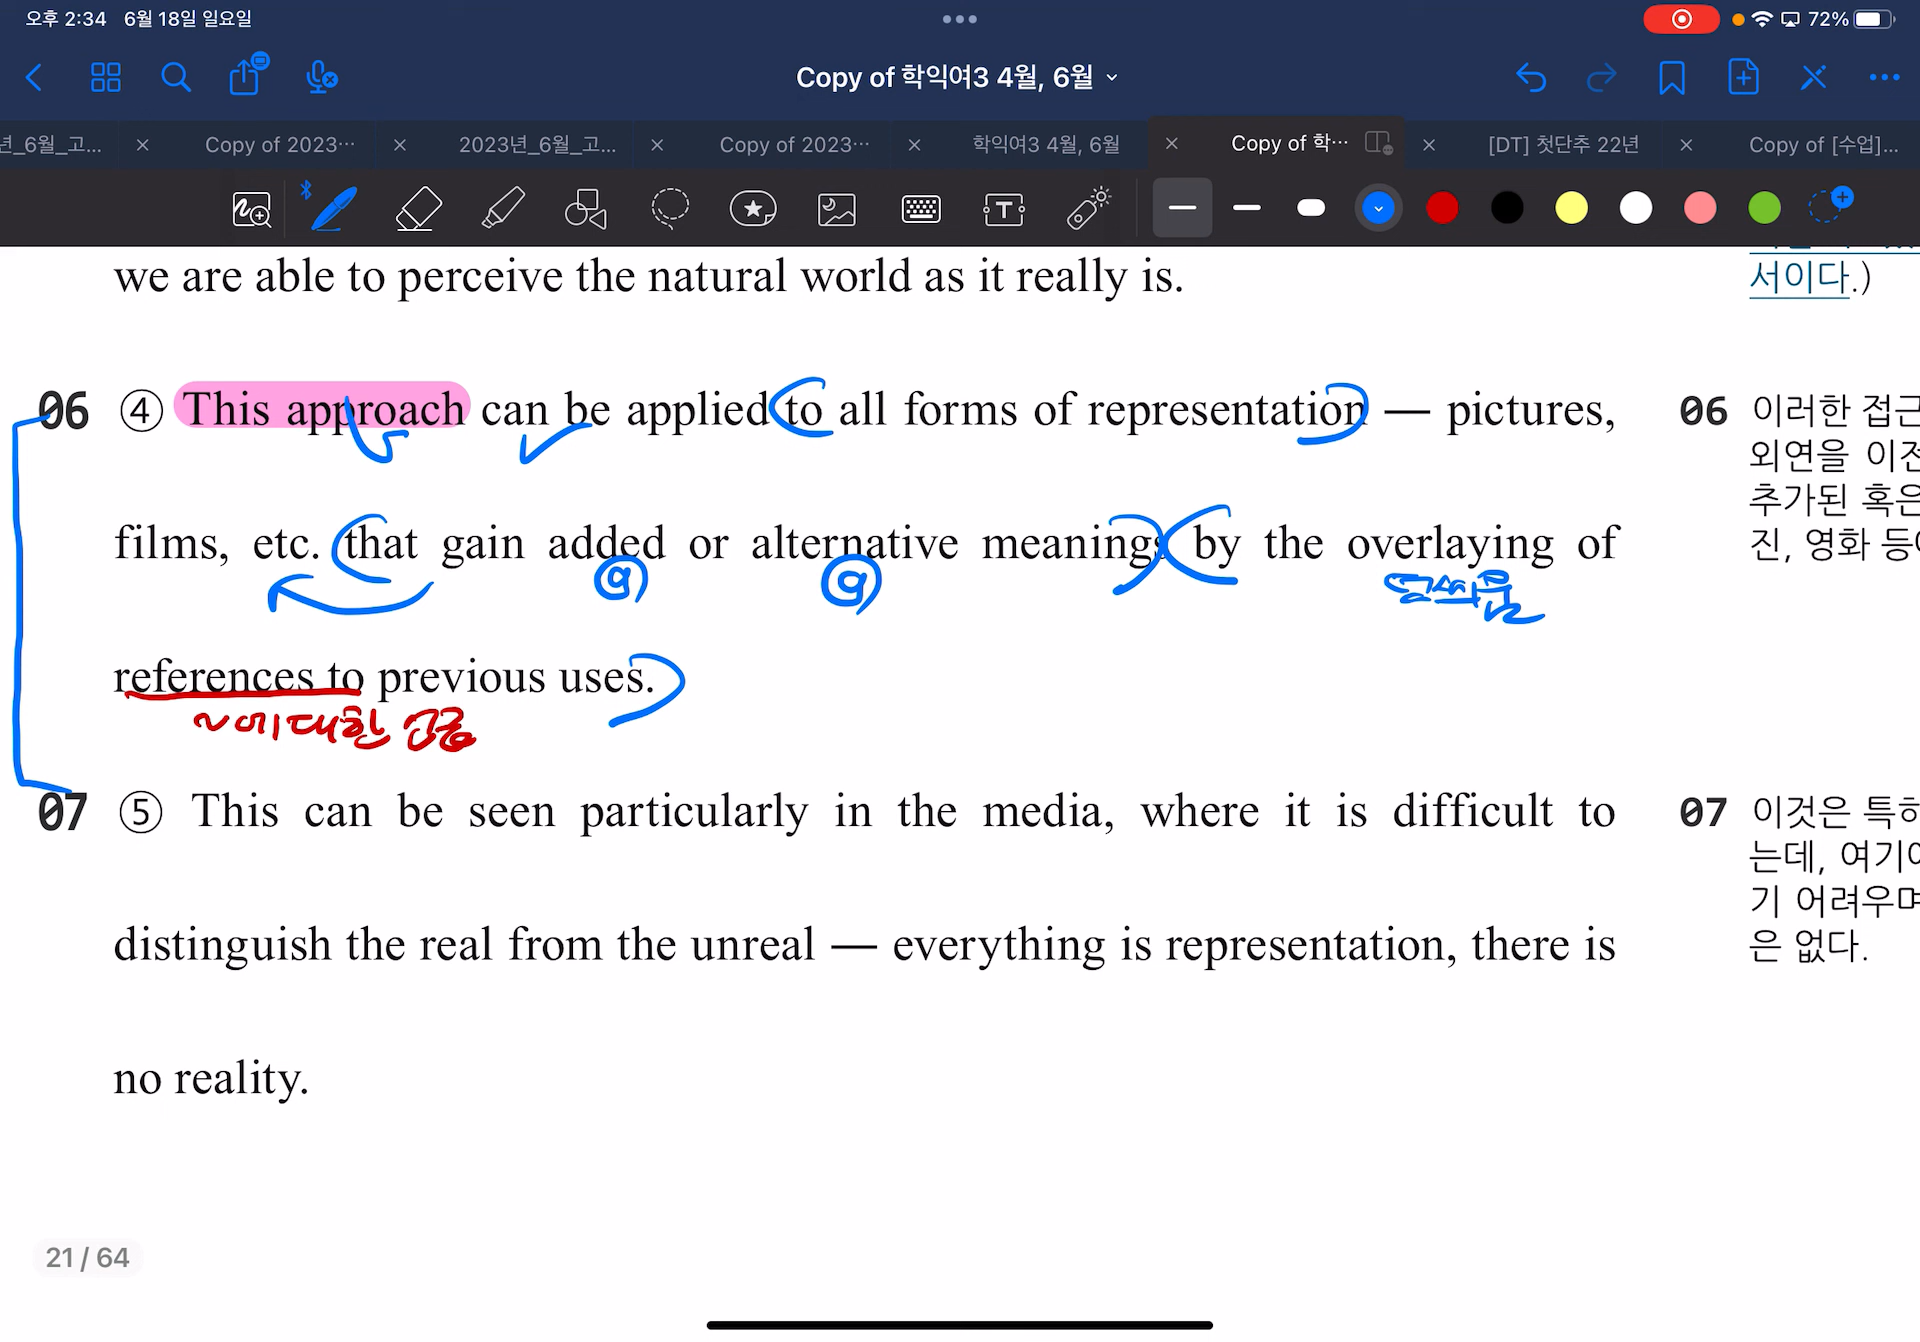 오후 2:34 6월 18일 일요일
72%
Copy of 학익여3 4월, 6월
년_6월_고...
Copy of 2023...
2023년_6월_고...
Copy of 2023...
학익여3 4월, 6월
Copy of 학...
[DT] 첫단추 22년
Copy of [수업]...
we are able to perceive the natural world as it really is.
서이다.)
06 ④ This approach can be applied to all forms of representation — pictures,
films, etc. that gain added or alternative meanings by the overlaying of
ⓐ ⓐ 덧씌움
references to previous uses.
~에 대한 언급
06 이러한 접근
외연을 이전
추가된 혹은
진, 영화 등에
07 ⑤ This can be seen particularly in the media, where it is difficult to
distinguish the real from the unreal — everything is representation, there is
no reality.
07 이것은 특히
는데, 여기에
기 어려우며
은 없다.
21 / 64